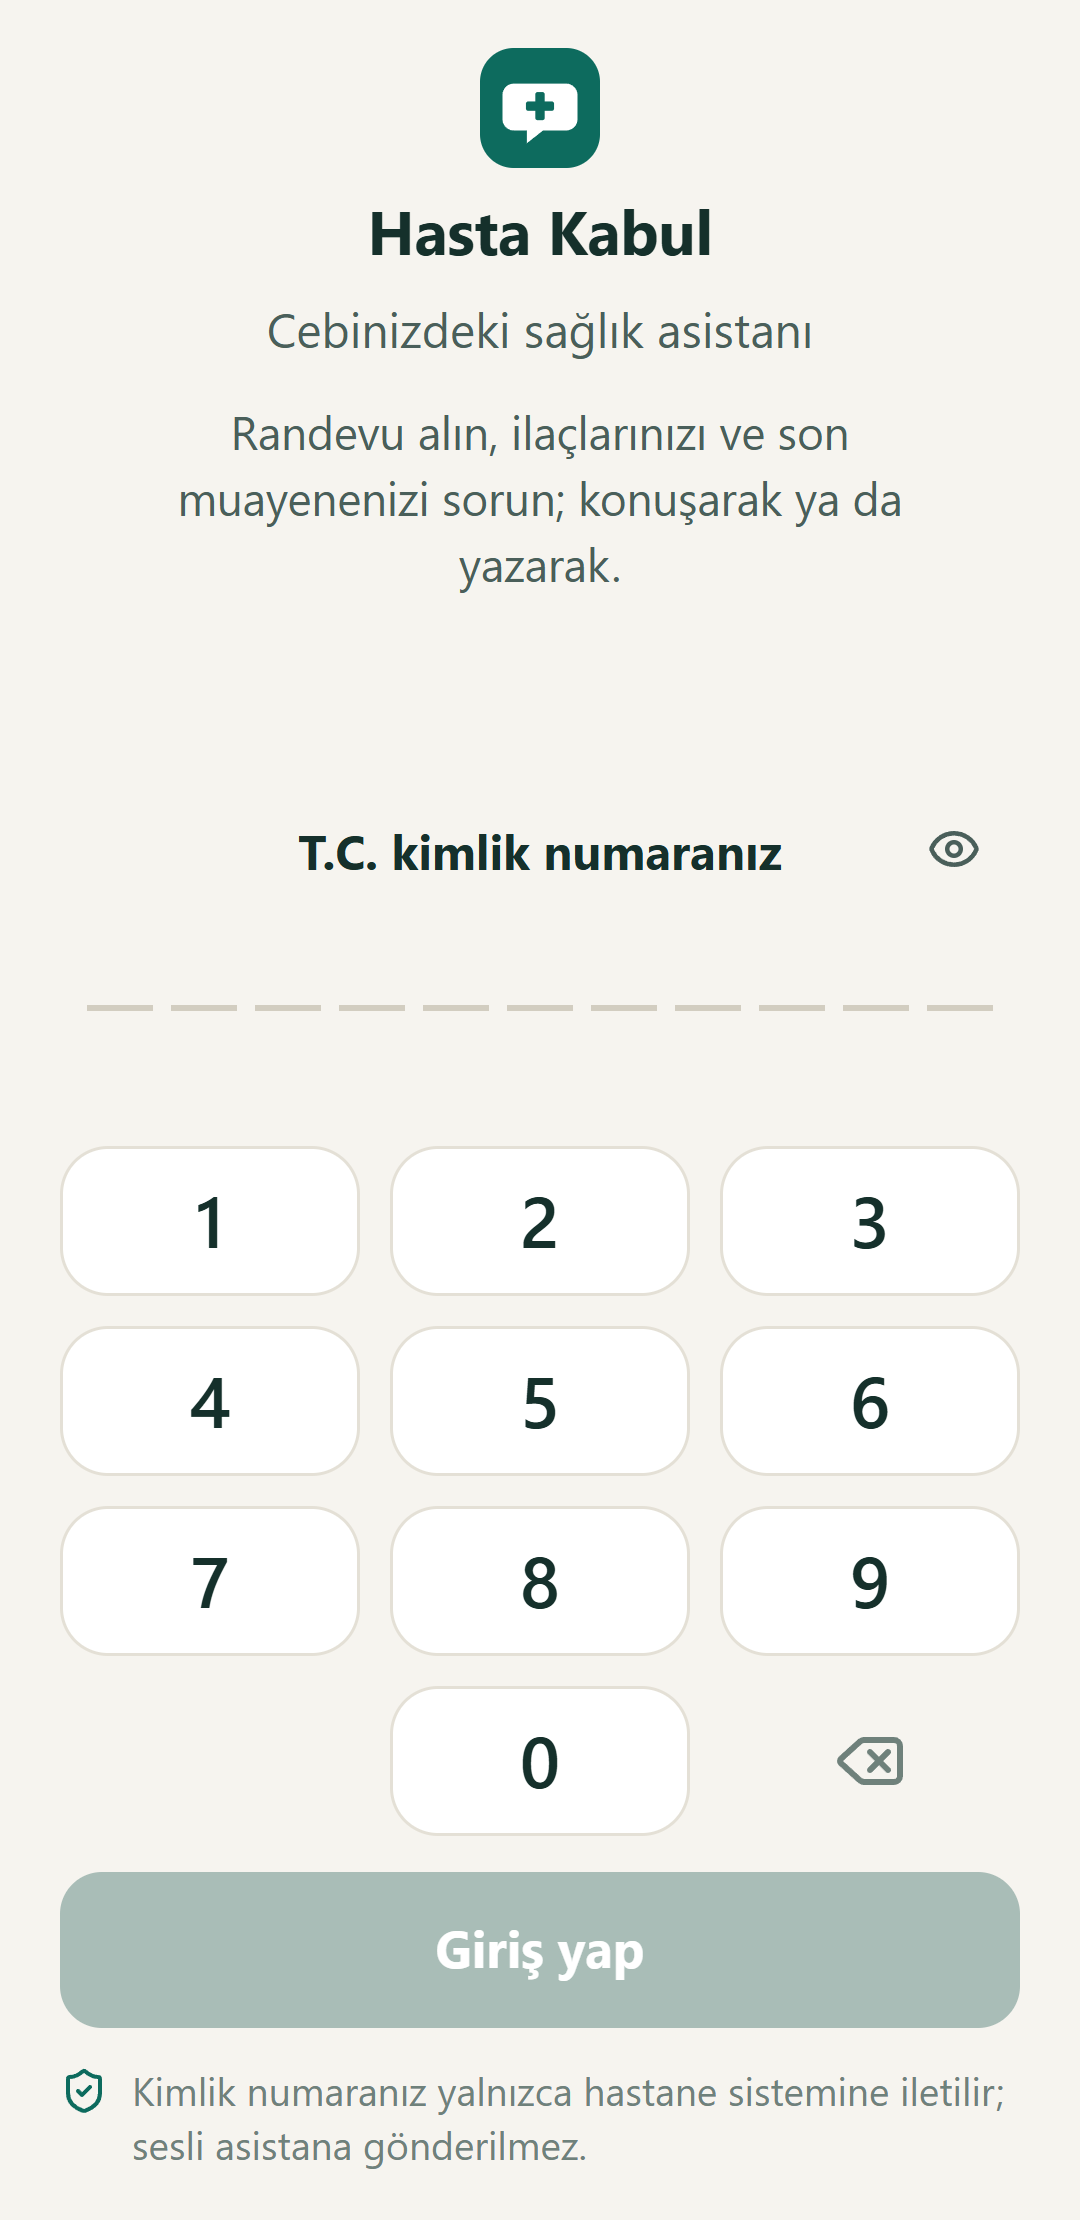 Hasta Kabul
Cebinizdeki sağlık asistanı
Randevu alın, ilaçlarınızı ve son
muayenenizi sorun; konuşarak ya da
yazarak.
T.C. kimlik numaranız
1 2 3
4 5 6
7 8 9
0
Giriş yap
Kimlik numaranız yalnızca hastane sistemine iletilir;
sesli asistana gönderilmez.